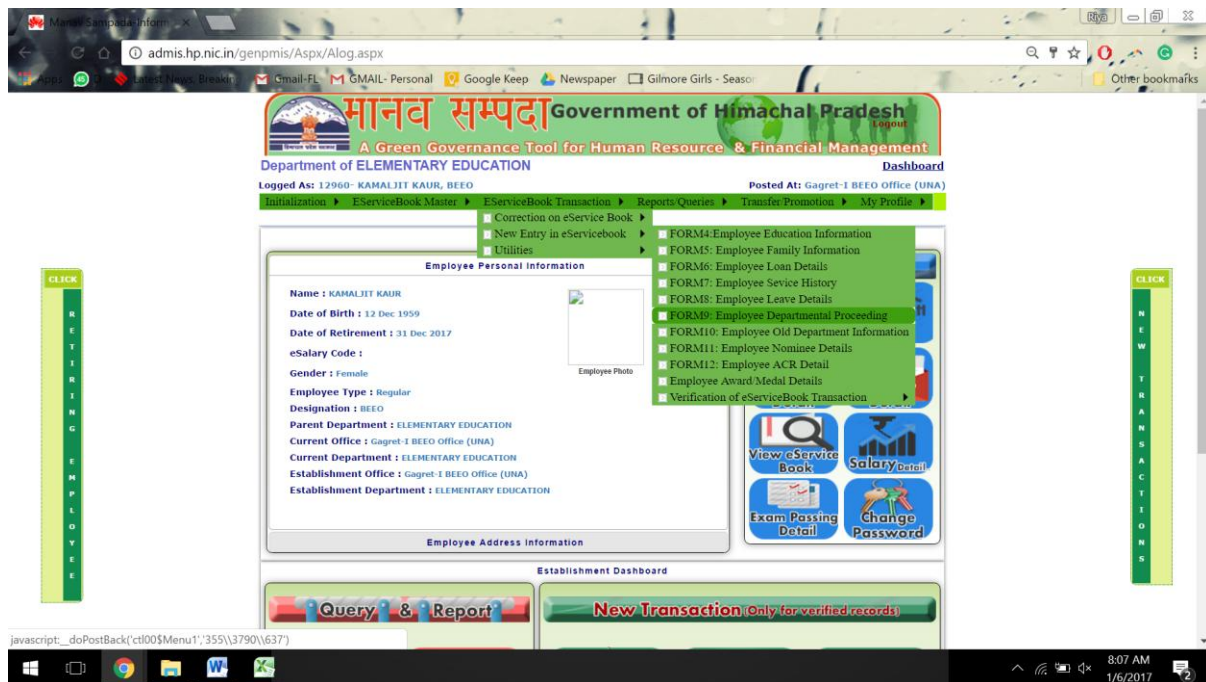 Manav Sampada-Inform
Riya
admis.hp.nic.in/genpmis/Aspx/Alog.aspx
Apps
Latest News, Breakin
Gmail-FL
GMAIL- Personal
Google Keep
Newspaper
Gilmore Girls - Season
Other bookmarks
मानव सम्पदा Government of Himachal Pradesh
Logout
A Green Governance Tool for Human Resource & Financial Management
Department of ELEMENTARY EDUCATION
Dashboard
Logged As: 12960- KAMALJIT KAUR, BEEO
Posted At: Gagret-I BEEO Office (UNA)
Initialization EServiceBook Master EServiceBook Transaction Reports/Queries Transfer/Promotion My Profile
Correction on eService Book
New Entry in eServicebook
Utilities
FORM4:Employee Education Information
FORM5: Employee Family Information
FORM6: Employee Loan Details
FORM7: Employee Sevice History
FORM8: Employee Leave Details
FORM9: Employee Departmental Proceeding
FORM10: Employee Old Department Information
FORM11: Employee Nominee Details
FORM12: Employee ACR Detail
Employee Award/Medal Details
Verification of eServiceBook Transaction
Employee Personal Information
Name : KAMALJIT KAUR
Date of Birth : 12 Dec 1959
Date of Retirement : 31 Dec 2017
eSalary Code :
Gender : Female
Employee Type : Regular
Designation : BEEO
Parent Department : ELEMENTARY EDUCATION
Current Office : Gagret-I BEEO Office (UNA)
Current Department : ELEMENTARY EDUCATION
Establishment Office : Gagret-I BEEO Office (UNA)
Establishment Department : ELEMENTARY EDUCATION
Employee Photo
Employee Address Information
View eService Book
Salary Detail
Exam Passing Detail
Change Password
CLICK
RETIRING EMPLOYEE
CLICK
NEW TRANSACTIONS
Establishment Dashboard
Query & Report
New Transaction (Only for verified records)
javascript:__doPostBack('ctl00$Menu1','355\\3790\\637')
8:07 AM
1/6/2017
2